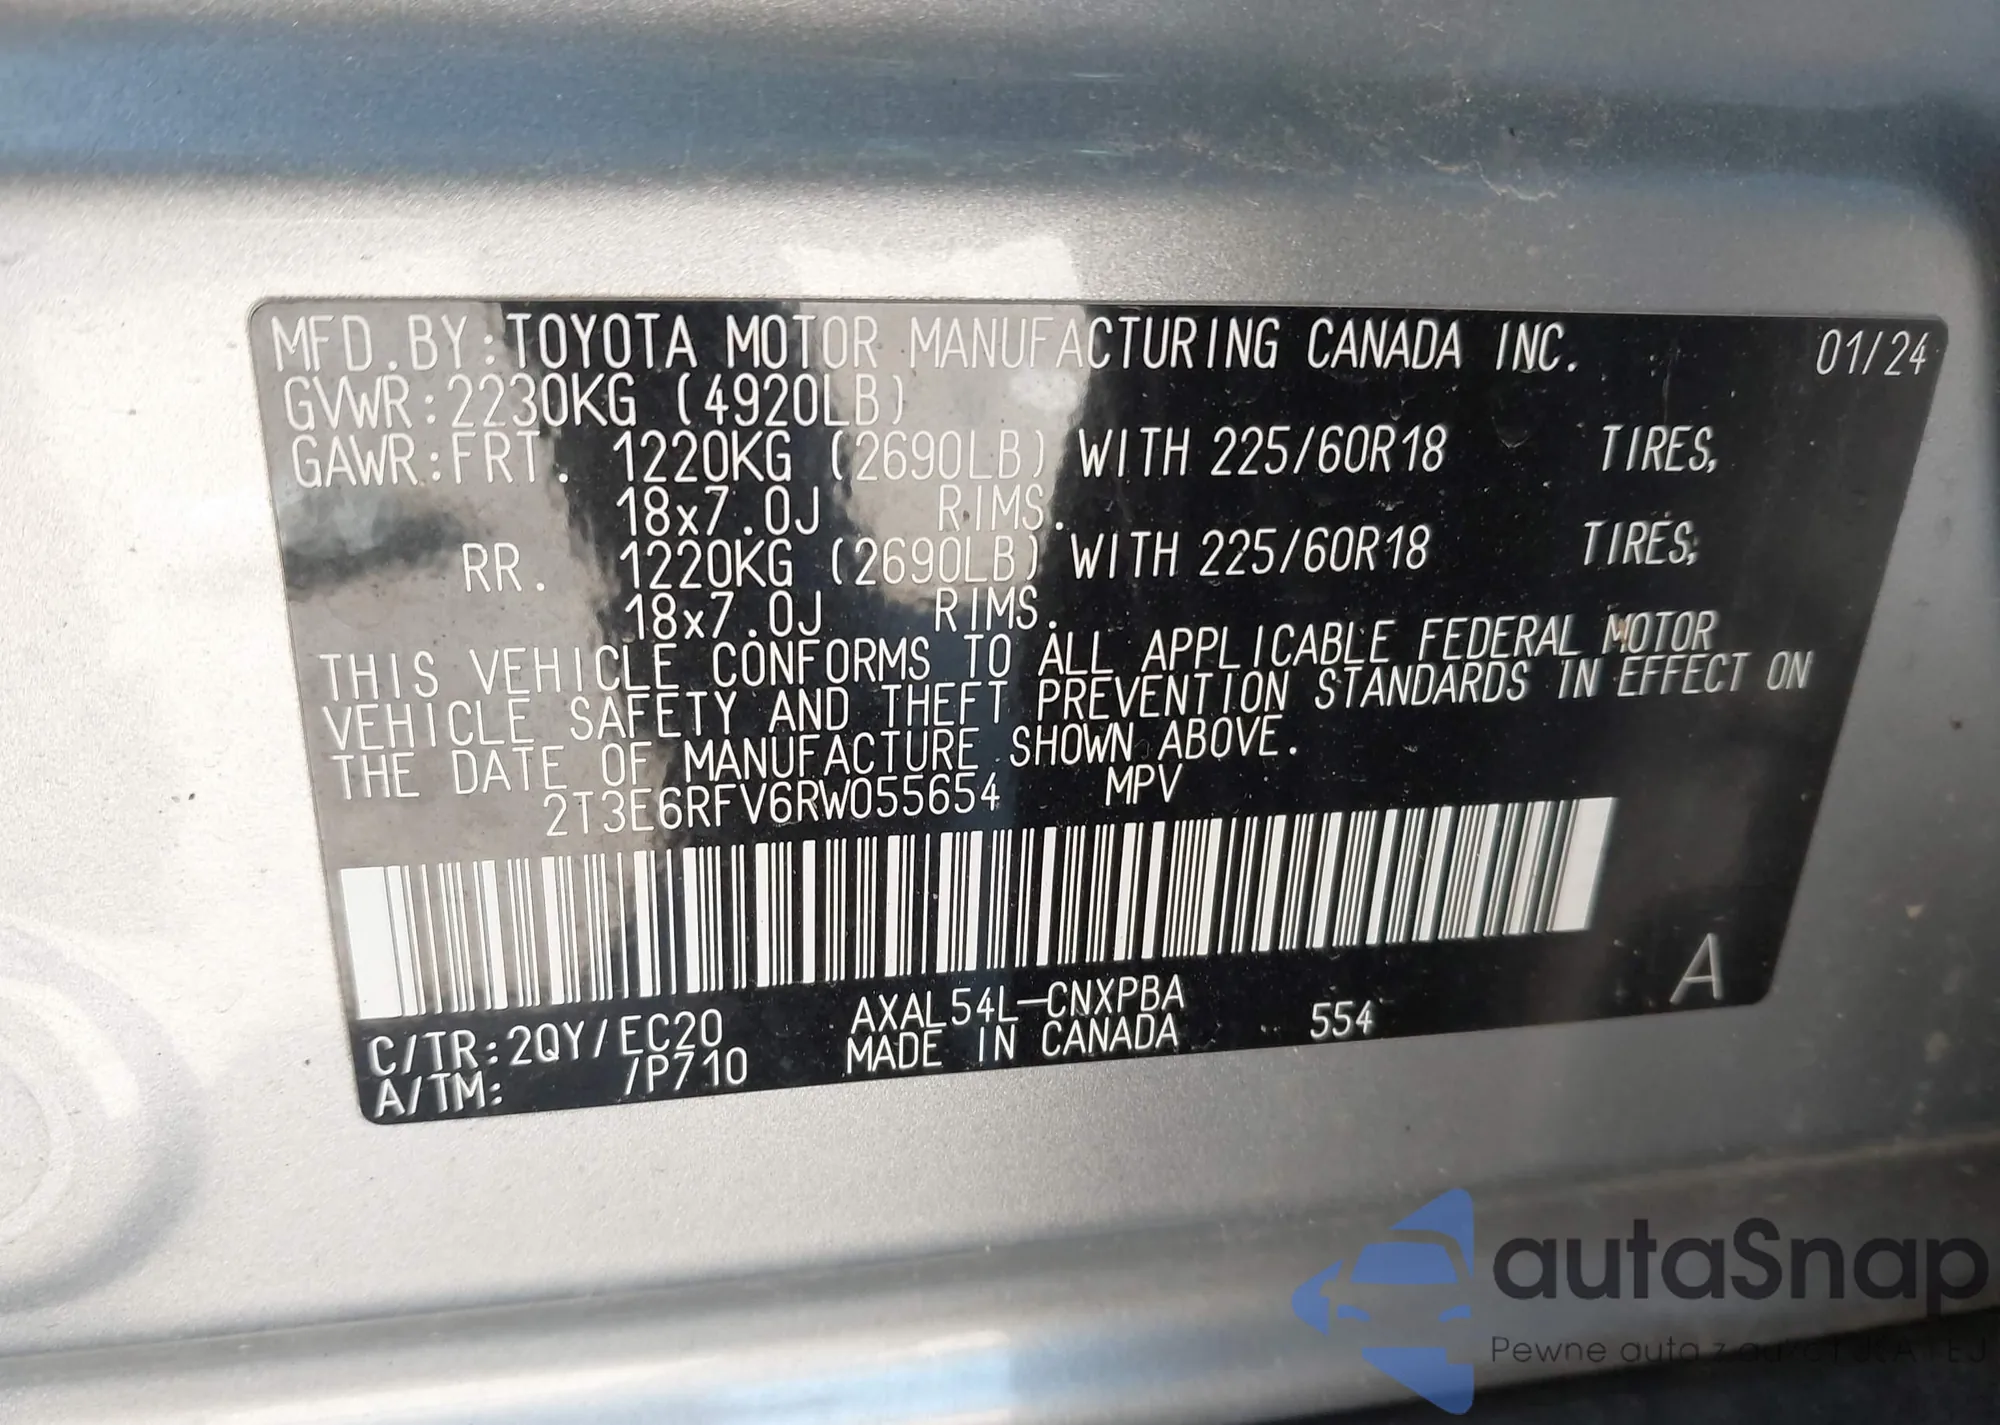 MFD.BY:TOYOTA MOTOR MANUFACTURING CANADA INC. 01/24
GVWR:2230KG (4920LB)
GAWR:FRT. 1220KG (2690LB) WITH 225/60R18 TIRES,
18x7.0J RIMS.
RR. 1220KG (2690LB) WITH 225/60R18 TIRES;
18x7.0J RIMS.
THIS VEHICLE CONFORMS TO ALL APPLICABLE FEDERAL MOTOR
VEHICLE SAFETY AND THEFT PREVENTION STANDARDS IN EFFECT ON
THE DATE OF MANUFACTURE SHOWN ABOVE.
2T3E6RFV6RW055654 MPV
C/TR:2QY/EC20 AXAL54L-CNXPBA 554 A
A/TM: /P710 MADE IN CANADA
autaSnap
Pewne auta z